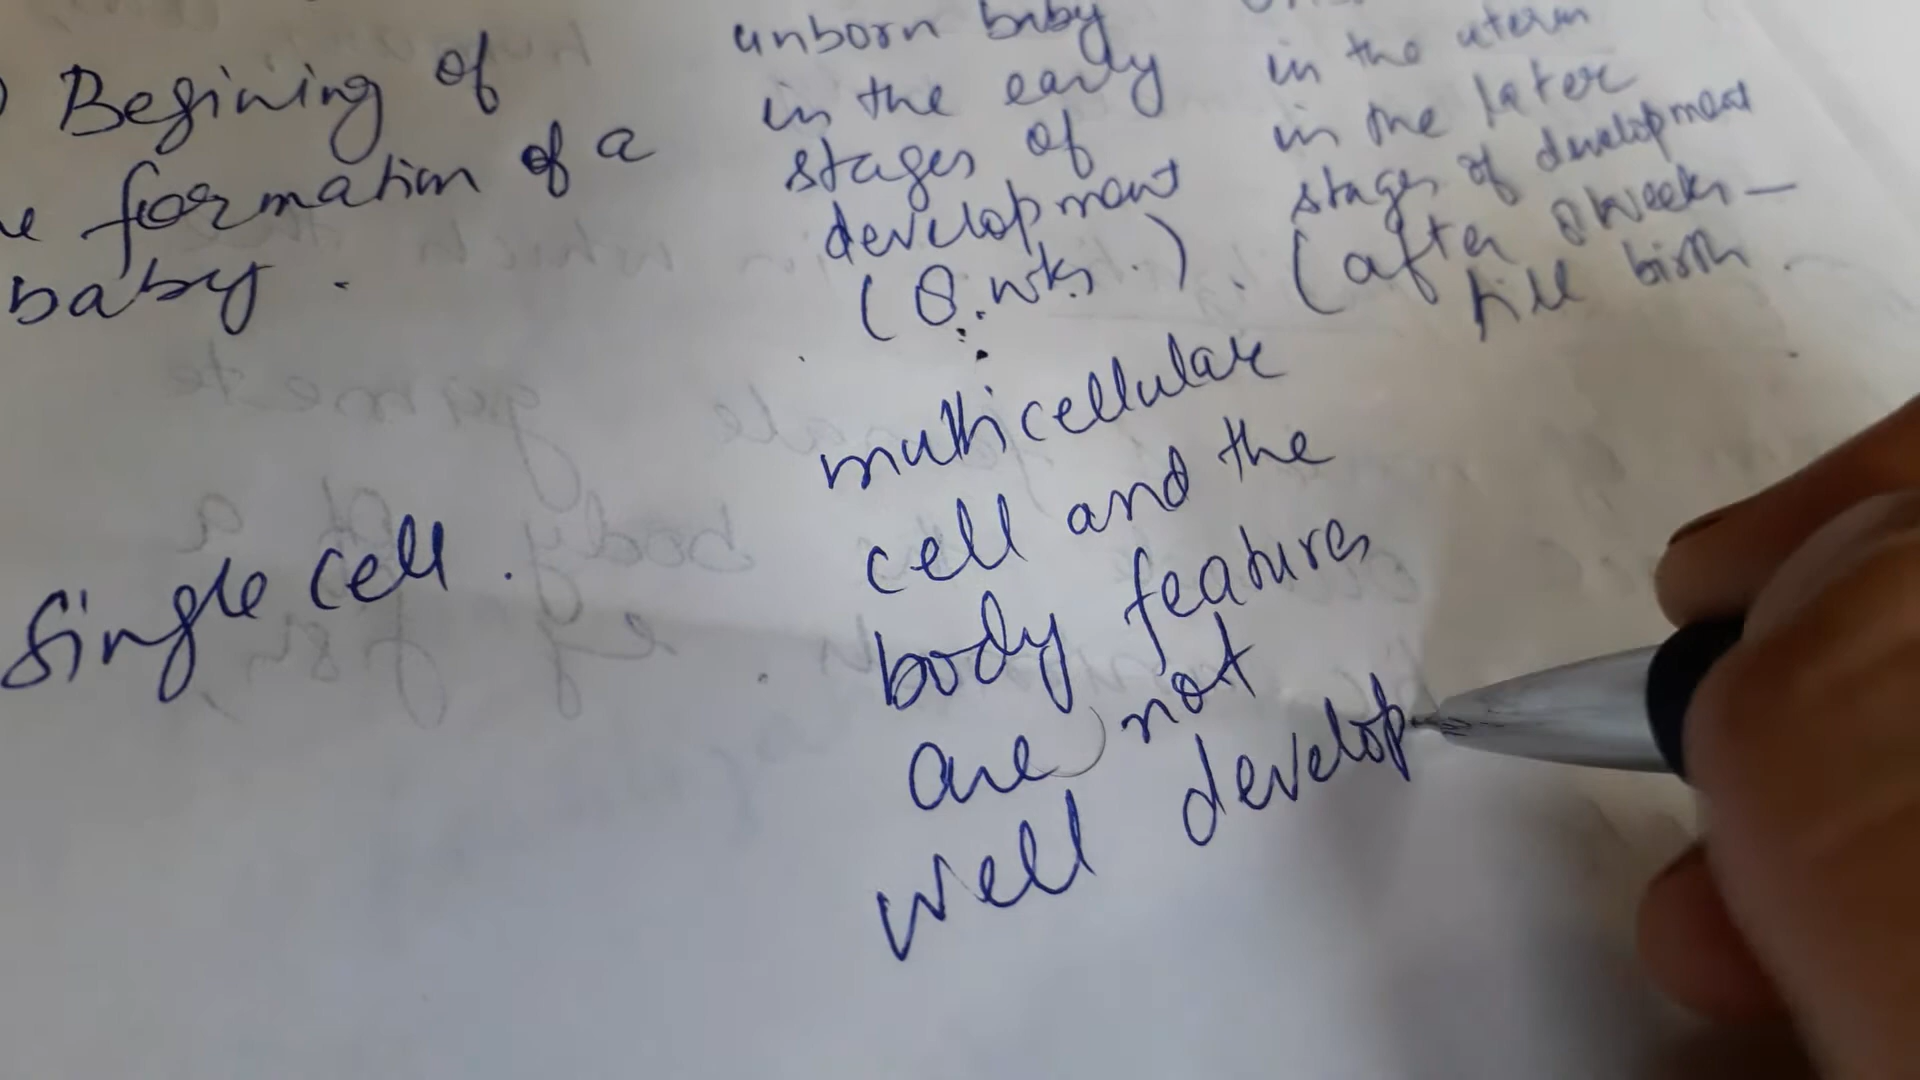 Begining of
formation of a
baby.
Single cell.
unborn baby
in the early
stages of
development
(8.wks.).
multicellular
cell and the
body features
are not
well develop
in the uterus
in the later
stages of development
(after 8 weeks —
till birth.